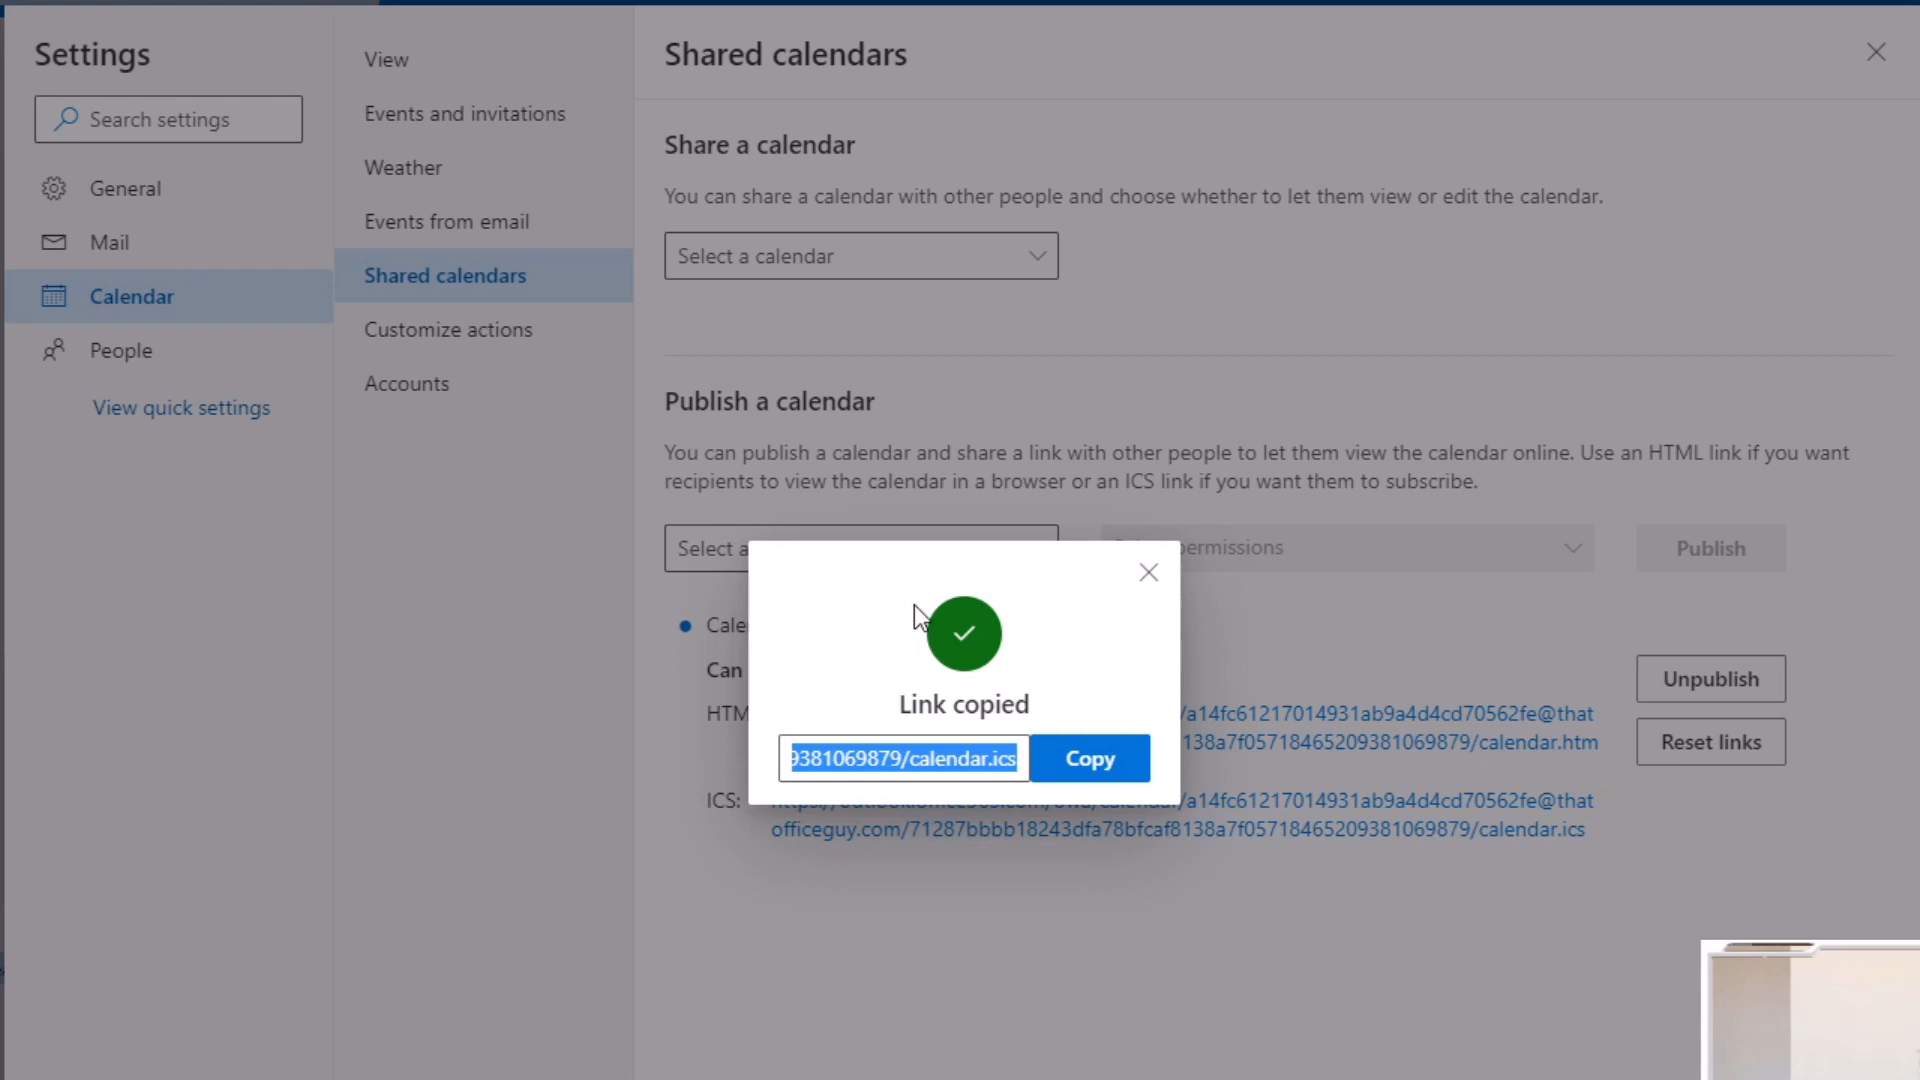 Settings
Search settings
General
Mail
Calendar
People
View quick settings
View
Events and invitations
Weather
Events from email
Shared calendars
Customize actions
Accounts
Shared calendars
Share a calendar
You can share a calendar with other people and choose whether to let them view or edit the calendar.
Select a calendar
Publish a calendar
You can publish a calendar and share a link with other people to let them view the calendar online. Use an HTML link if you want
recipients to view the calendar in a browser or an ICS link if you want them to subscribe.
Select a
permissions
Publish
Cale
Can
Unpublish
HTM
/a14fc61217014931ab9a4d4cd70562fe@that
138a7f05718465209381069879/calendar.htm
Reset links
Link copied
9381069879/calendar.ics
Copy
ICS:
/a14fc61217014931ab9a4d4cd70562fe@that
officeguy.com/71287bbbb18243dfa78bfcaf8138a7f05718465209381069879/calendar.ics